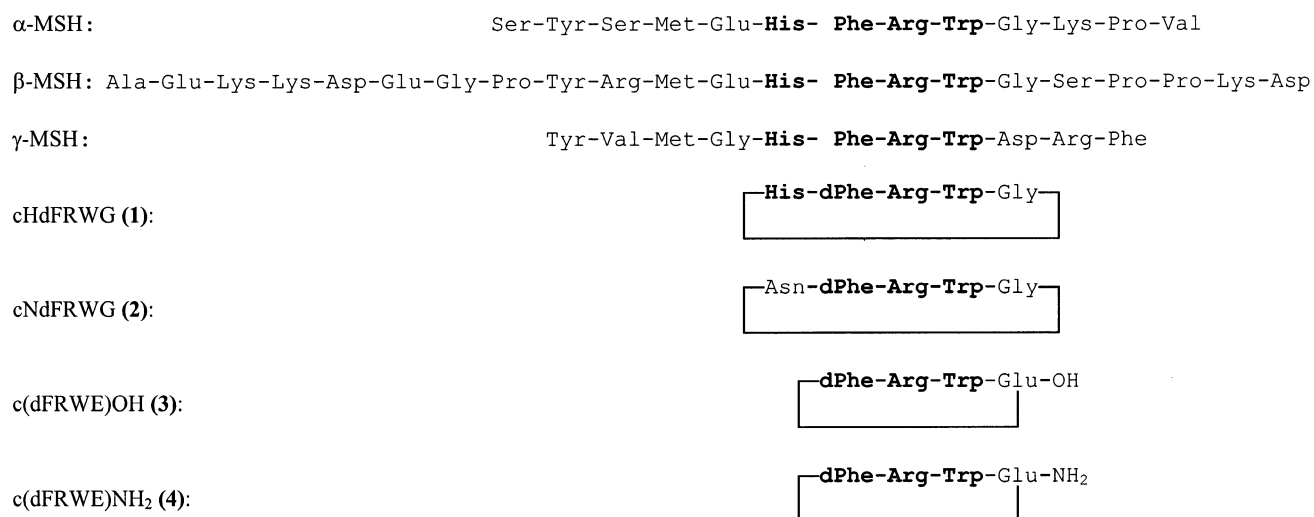 α-MSH: Ser-Tyr-Ser-Met-Glu-His- Phe-Arg-Trp-Gly-Lys-Pro-Val
β-MSH: Ala-Glu-Lys-Lys-Asp-Glu-Gly-Pro-Tyr-Arg-Met-Glu-His- Phe-Arg-Trp-Gly-Ser-Pro-Pro-Lys-Asp
γ-MSH: Tyr-Val-Met-Gly-His- Phe-Arg-Trp-Asp-Arg-Phe
His-dPhe-Arg-Trp-Gly
cHdFRWG (1):
Asn-dPhe-Arg-Trp-Gly
cNdFRWG (2):
dPhe-Arg-Trp-Glu-OH
c(dFRWE)OH (3):
dPhe-Arg-Trp-Glu-NH₂
c(dFRWE)NH₂ (4):